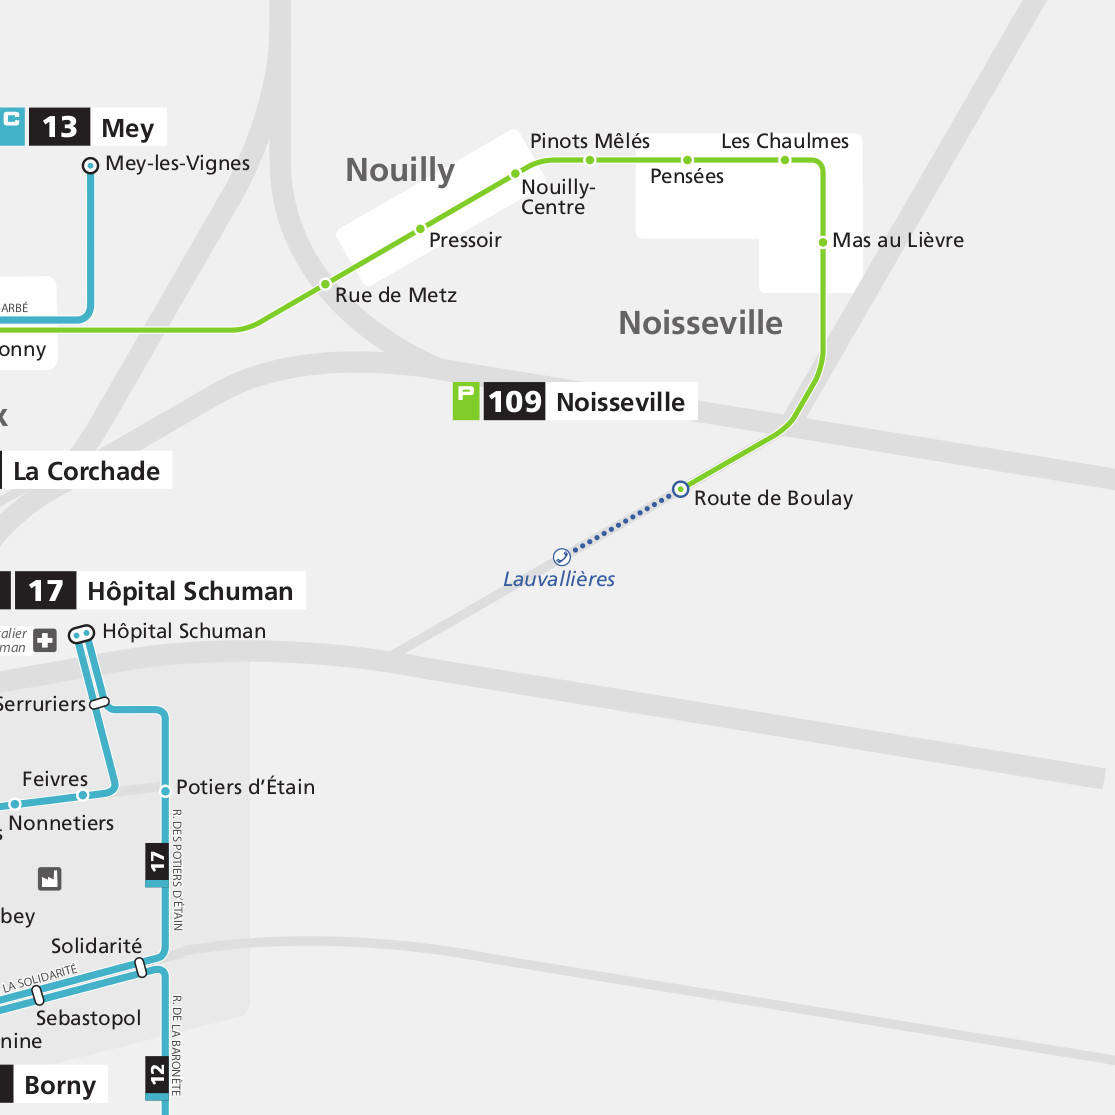 C 13 Mey
Mey-les-Vignes
Nouilly
Pinots Mêlés
Les Chaulmes
Pensées
Nouilly-
Centre
Pressoir
Mas au Lièvre
Rue de Metz
ARBÉ
onny
Noisseville
P 109 Noisseville
x
La Corchade
Route de Boulay
Lauvallières
17 Hôpital Schuman
Hôpital Schuman
alier
man
Serruriers
Feivres
Potiers d'Étain
s
Nonnetiers
R. DES POTIERS D'ÉTAIN
17
bey
Solidarité
LA SOLIDARITÉ
Sebastopol
R. DE LA BARONÈTE
nine
12
Borny